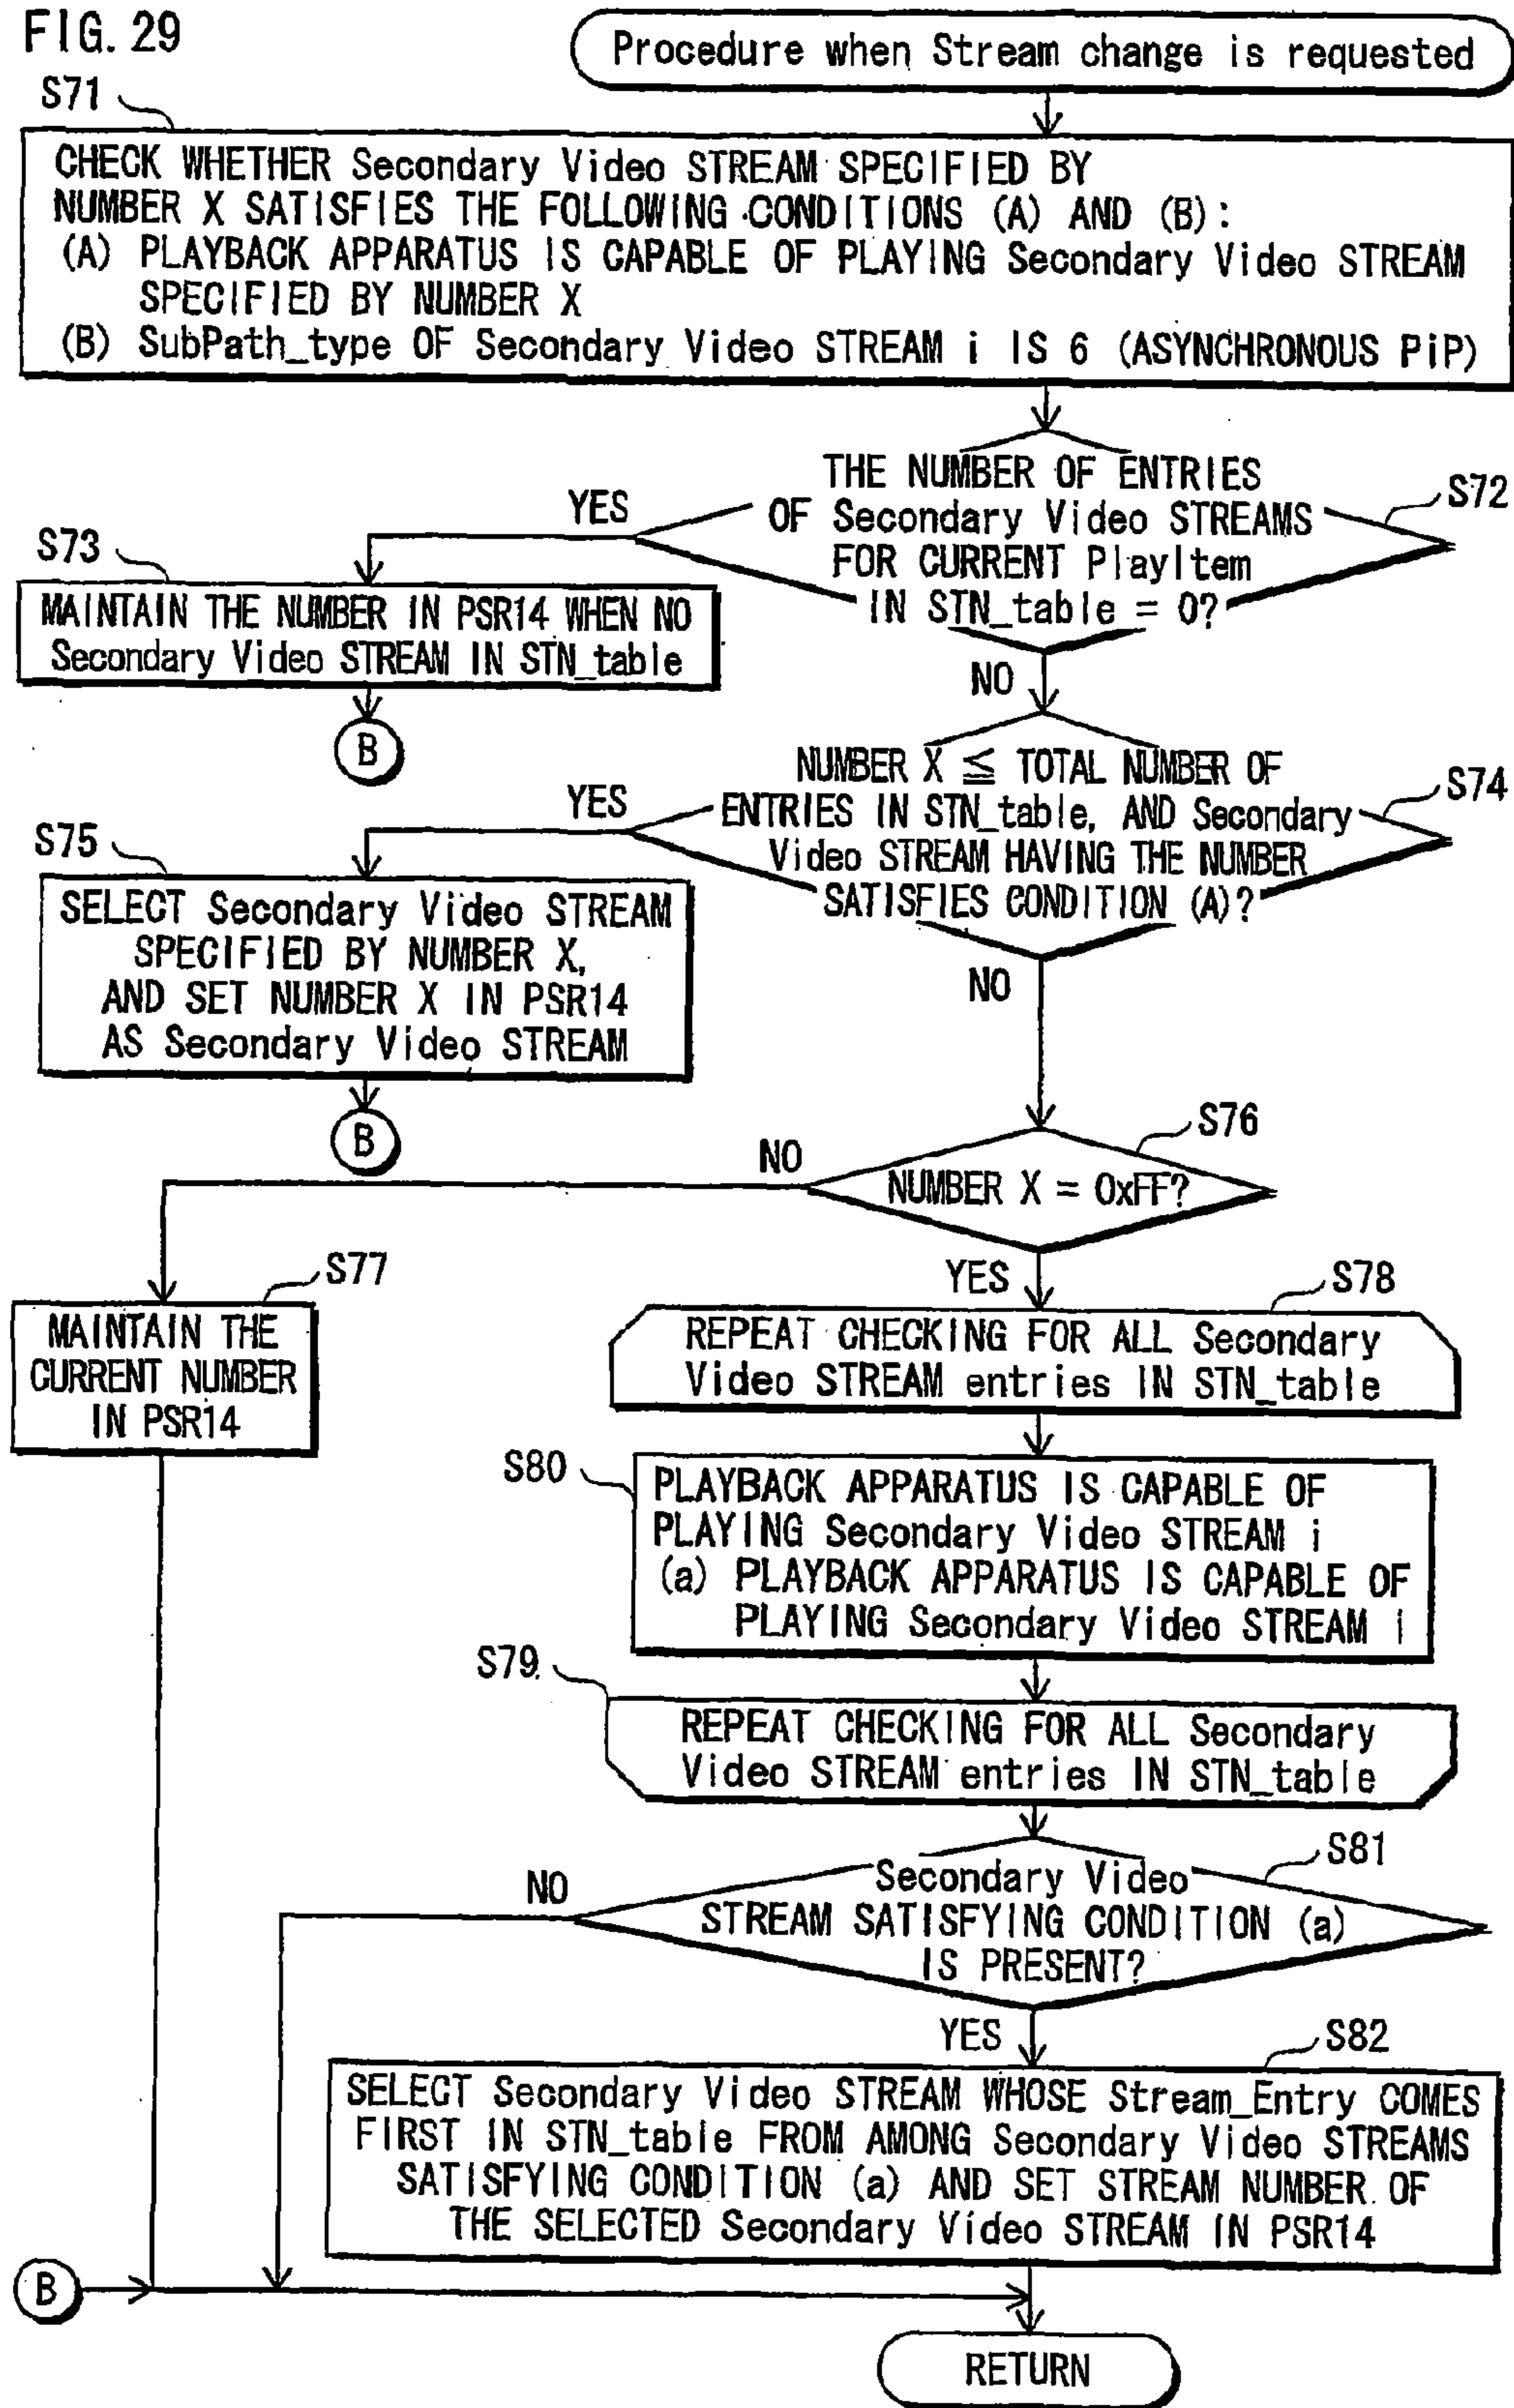 FIG. 29
Procedure when Stream change is requested
S71
CHECK WHETHER Secondary Video STREAM SPECIFIED BY
NUMBER X SATISFIES THE FOLLOWING CONDITIONS (A) AND (B):
(A) PLAYBACK APPARATUS IS CAPABLE OF PLAYING Secondary Video STREAM
SPECIFIED BY NUMBER X
(B) SubPath_type OF Secondary Video STREAM i IS 6 (ASYNCHRONOUS PiP)
THE NUMBER OF ENTRIES
OF Secondary Video STREAMS
FOR CURRENT PlayItem
IN STN_table = 0?
S72
YES
S73
MAINTAIN THE NUMBER IN PSR14 WHEN NO
Secondary Video STREAM IN STN_table
B
NO
NUMBER X ≦ TOTAL NUMBER OF
ENTRIES IN STN_table, AND Secondary
Video STREAM HAVING THE NUMBER
SATISFIES CONDITION (A)?
S74
YES
S75
SELECT Secondary Video STREAM
SPECIFIED BY NUMBER X,
AND SET NUMBER X IN PSR14
AS Secondary Video STREAM
B
NO
S76
NUMBER X = 0xFF?
NO
S77
MAINTAIN THE
CURRENT NUMBER
IN PSR14
YES
S78
REPEAT CHECKING FOR ALL Secondary
Video STREAM entries IN STN_table
S80
PLAYBACK APPARATUS IS CAPABLE OF
PLAYING Secondary Video STREAM i
(a) PLAYBACK APPARATUS IS CAPABLE OF
PLAYING Secondary Video STREAM i
S79
REPEAT CHECKING FOR ALL Secondary
Video STREAM entries IN STN_table
S81
Secondary Video
STREAM SATISFYING CONDITION (a)
IS PRESENT?
NO
YES
S82
SELECT Secondary Video STREAM WHOSE Stream_Entry COMES
FIRST IN STN_table FROM AMONG Secondary Video STREAMS
SATISFYING CONDITION (a) AND SET STREAM NUMBER OF
THE SELECTED Secondary Video STREAM IN PSR14
B
RETURN